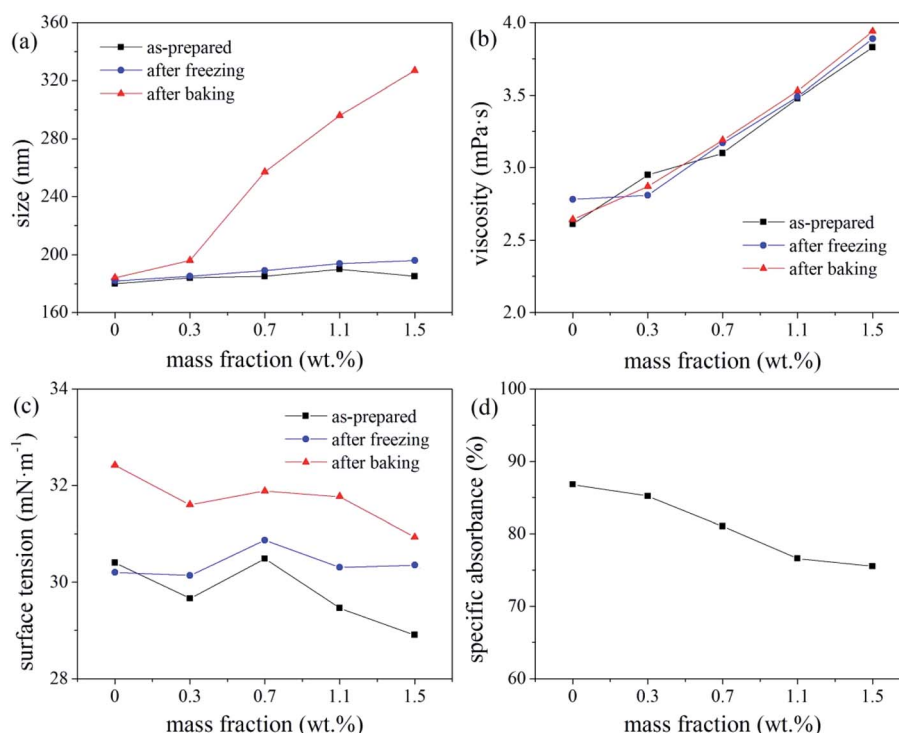 (a)
360
320
280
240
200
160
size (nm)
as-prepared
after freezing
after baking
0 0.3 0.7 1.1 1.5
mass fraction (wt.%)
(b)
4.0
3.5
3.0
2.5
2.0
viscosity (mPa·s)
as-prepared
after freezing
after baking
0 0.3 0.7 1.1 1.5
mass fraction (wt.%)
(c)
34
32
30
28
surface tension (mN·m⁻¹)
as-prepared
after freezing
after baking
0 0.3 0.7 1.1 1.5
mass fraction (wt.%)
(d)
100
90
80
70
60
specific absorbance (%)
0 0.3 0.7 1.1 1.5
mass fraction (wt.%)